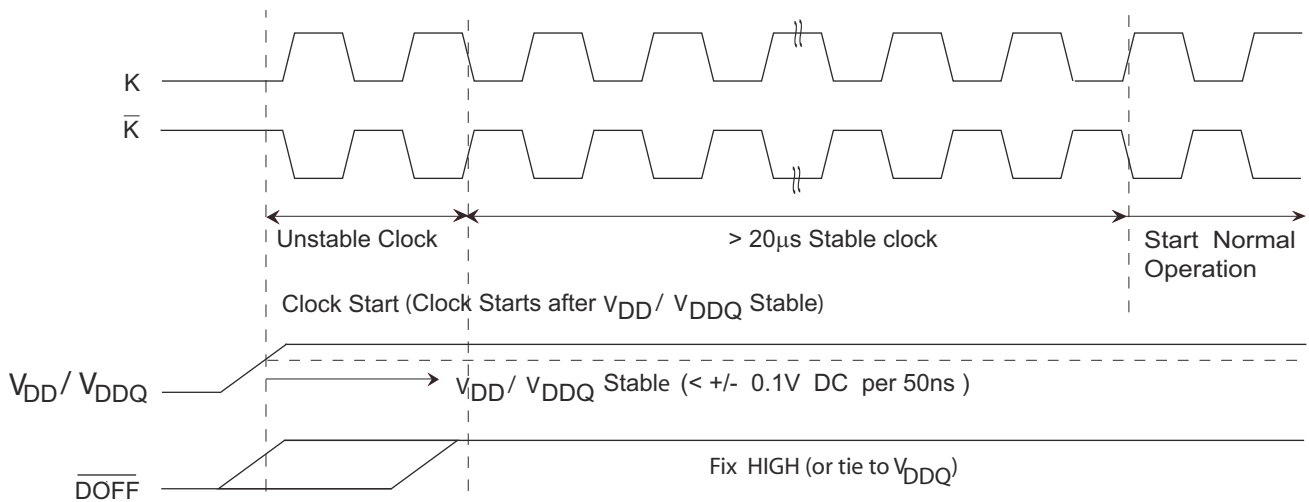 K
K̅
Unstable Clock
> 20μs Stable clock
Start Normal
Operation
Clock Start (Clock Starts after VDD / VDDQ Stable)
VDD / VDDQ
VDD / VDDQ Stable (< +/- 0.1V DC per 50ns )
Fix HIGH (or tie to VDDQ)
D̅O̅F̅F̅